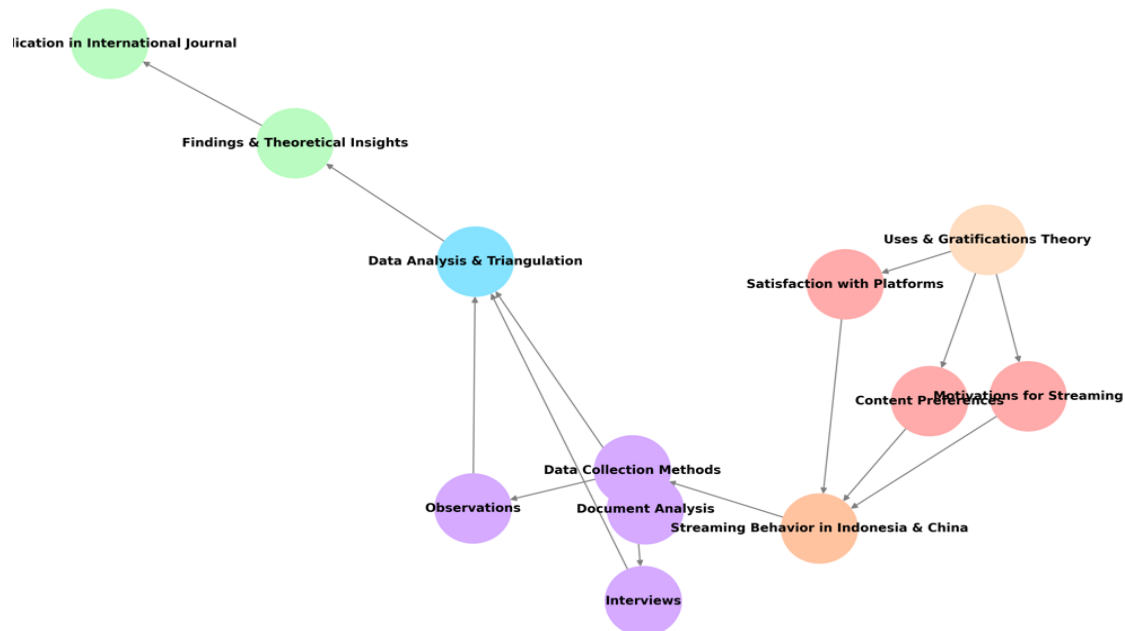 in International Journal
Findings & Theoretical Insights
Uses & Gratifications Theory
Data Analysis & Triangulation
Satisfaction with Platforms
Motivations for Streaming
Content Preferences
Data Collection Methods
Observations
Document Analysis
Streaming Behavior in Indonesia & China
Interviews